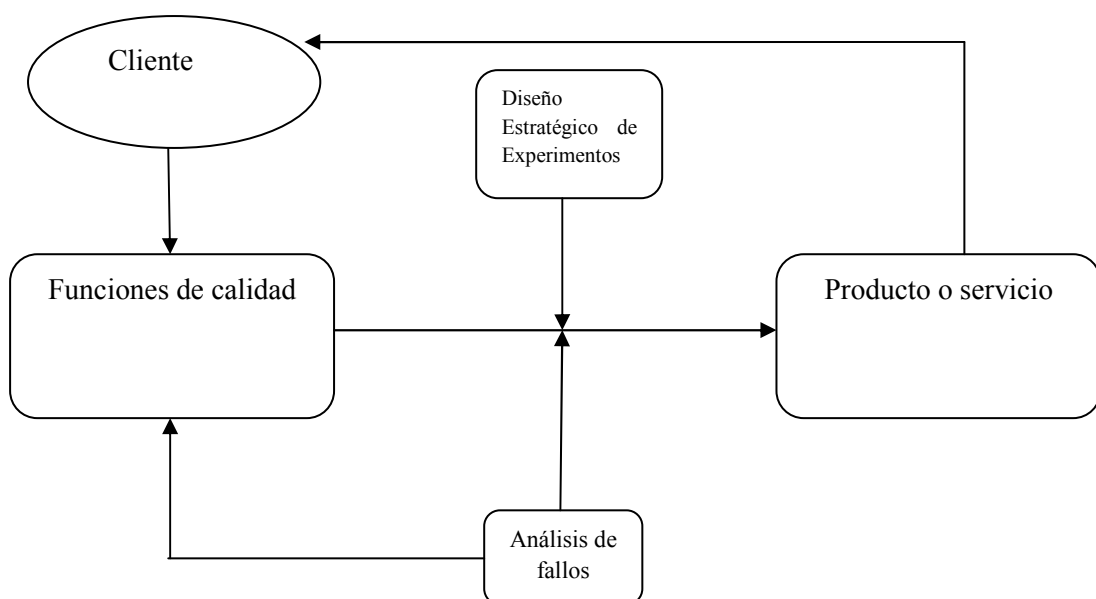 Cliente
Diseño
Estratégico de
Experimentos
Funciones de calidad
Producto o servicio
Análisis de
fallos